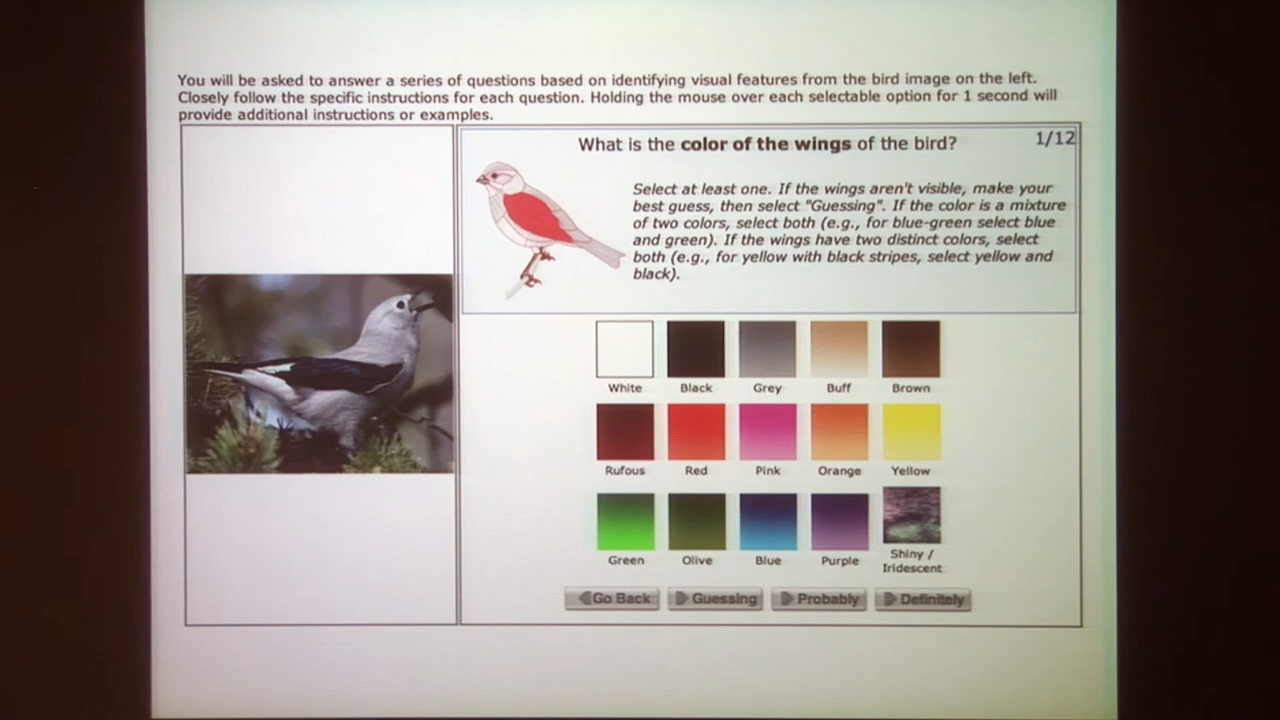 You will be asked to answer a series of questions based on identifying visual features from the bird image on the left.
Closely follow the specific instructions for each question. Holding the mouse over each selectable option for 1 second will
provide additional instructions or examples.
What is the color of the wings of the bird?
1/12
Select at least one. If the wings aren't visible, make your
best guess, then select "Guessing". If the color is a mixture
of two colors, select both (e.g., for blue-green select blue
and green). If the wings have two distinct colors, select
both (e.g., for yellow with black stripes, select yellow and
black).
White Black Grey Buff Brown
Rufous Red Pink Orange Yellow
Green Olive Blue Purple Shiny /
Iridescent
Go Back Guessing Probably Definitely